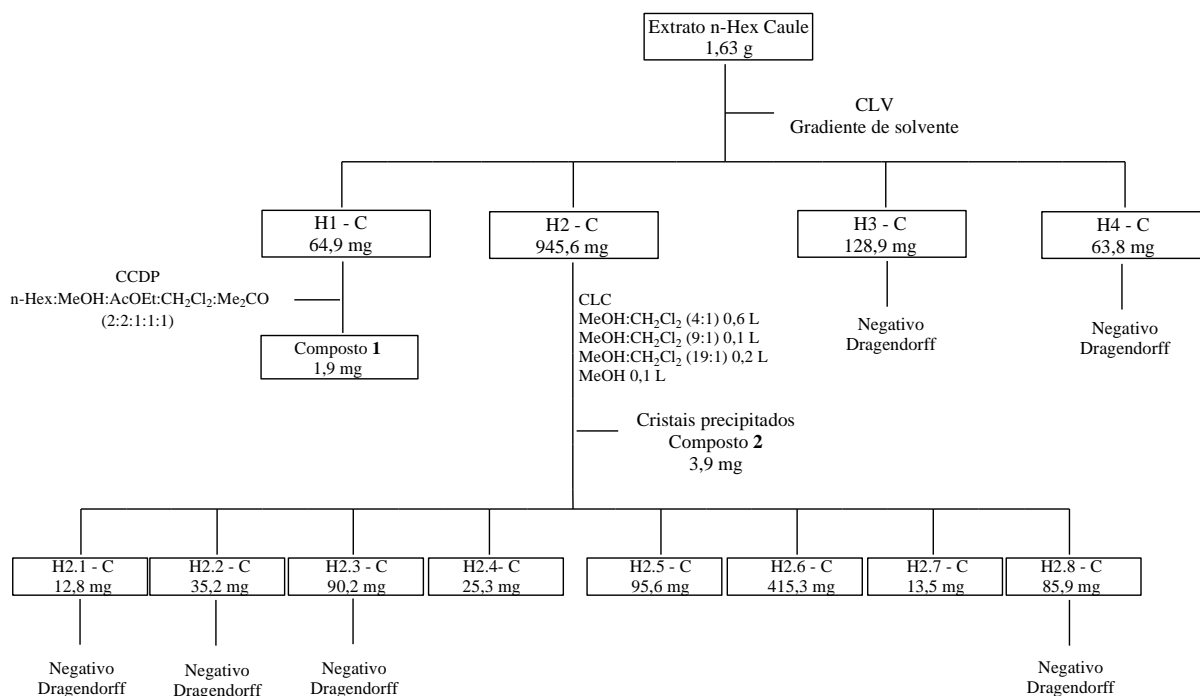 Extrato n-Hex Caule
1,63 g
CLV
Gradiente de solvente
H1 - C
64,9 mg
H2 - C
945,6 mg
H3 - C
128,9 mg
H4 - C
63,8 mg
CCDP
n-Hex:MeOH:AcOEt:CH₂Cl₂:Me₂CO
(2:2:1:1:1)
Composto 1
1,9 mg
CLC
MeOH:CH₂Cl₂ (4:1) 0,6 L
MeOH:CH₂Cl₂ (9:1) 0,1 L
MeOH:CH₂Cl₂ (19:1) 0,2 L
MeOH 0,1 L
Negativo
Dragendorff
Negativo
Dragendorff
Cristais precipitados
Composto 2
3,9 mg
H2.1 - C
12,8 mg
H2.2 - C
35,2 mg
H2.3 - C
90,2 mg
H2.4- C
25,3 mg
H2.5 - C
95,6 mg
H2.6 - C
415,3 mg
H2.7 - C
13,5 mg
H2.8 - C
85,9 mg
Negativo
Dragendorff
Negativo
Dragendorff
Negativo
Dragendorff
Negativo
Dragendorff